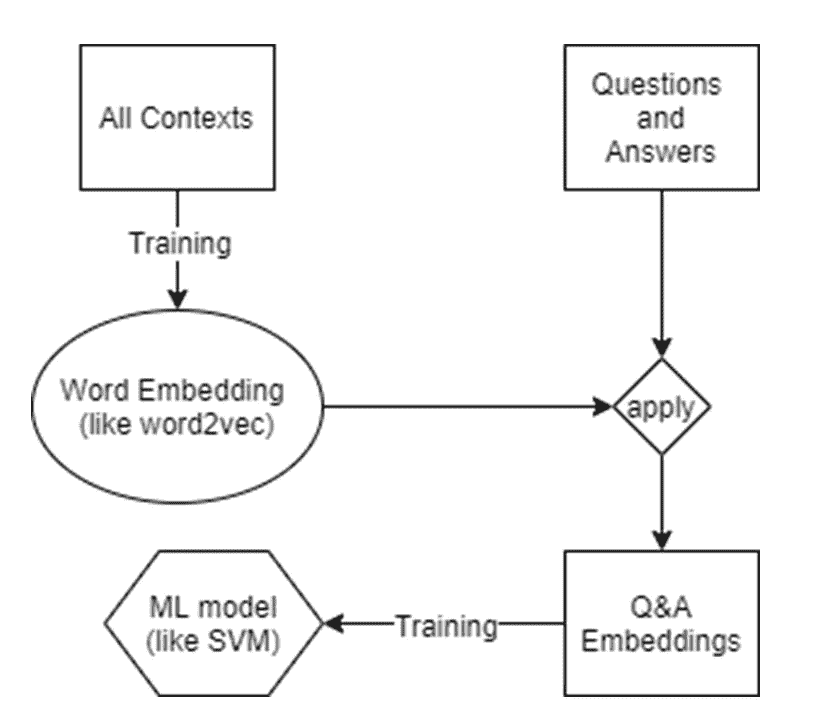 All Contexts
Questions
and
Answers
Training
Word Embedding
(like word2vec)
apply
ML model
(like SVM)
Training
Q&A
Embeddings